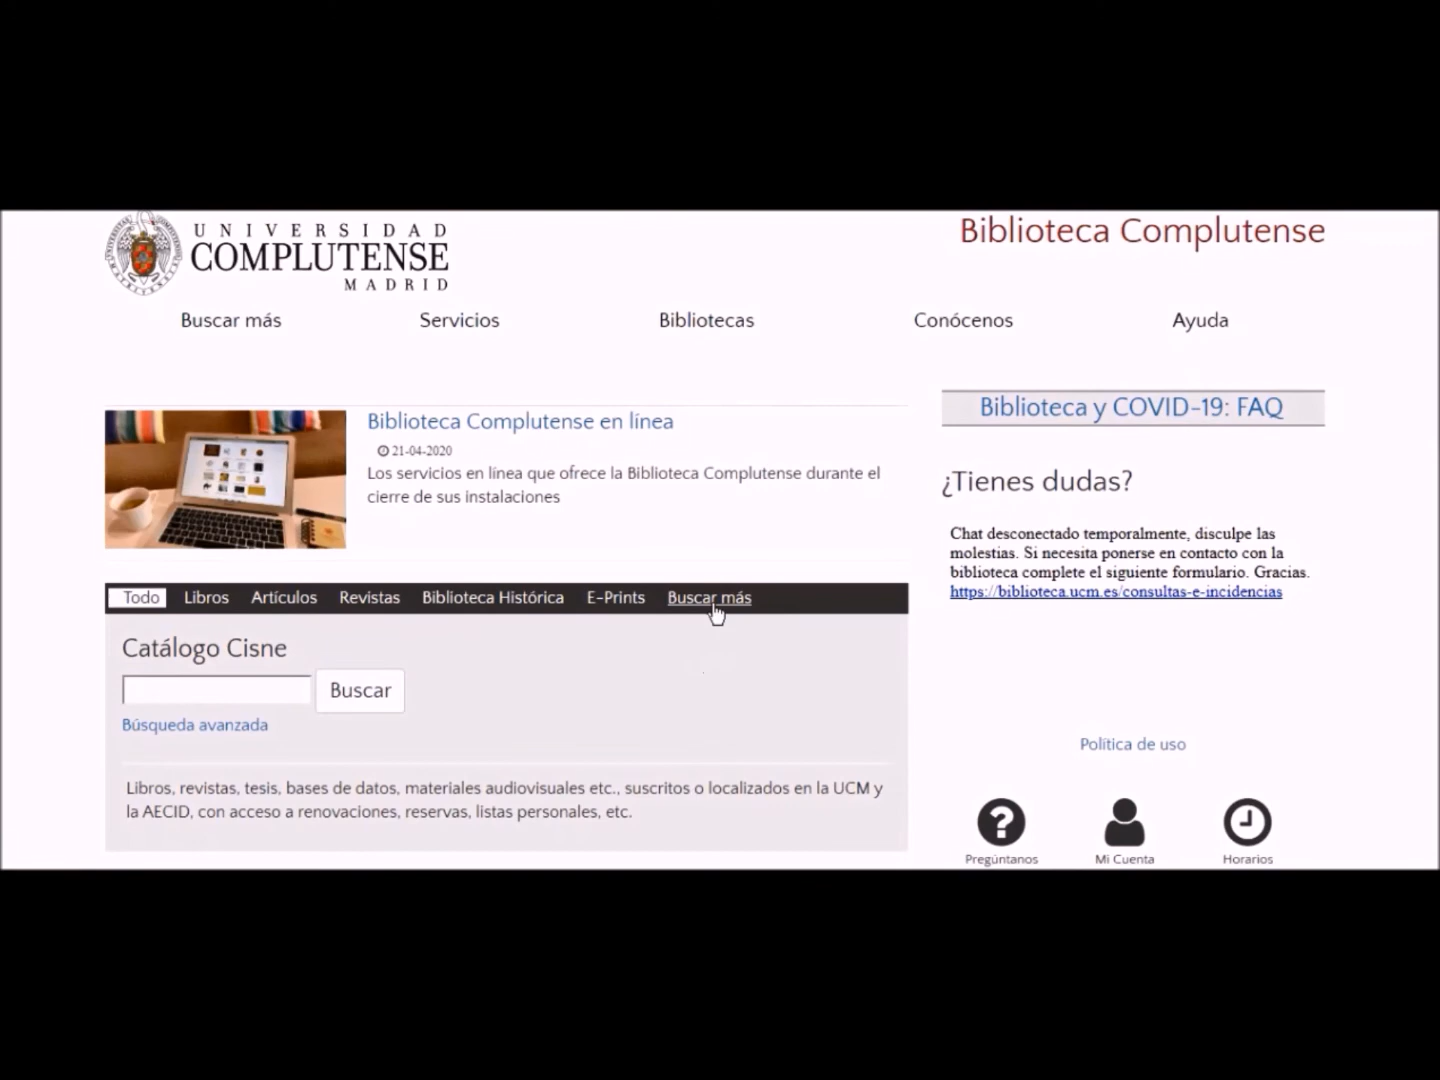 UNIVERSIDAD
COMPLUTENSE
MADRID
Biblioteca Complutense
Buscar más
Servicios
Bibliotecas
Conócenos
Ayuda
Biblioteca Complutense en línea
21-04-2020
Los servicios en línea que ofrece la Biblioteca Complutense durante el
cierre de sus instalaciones
Biblioteca y COVID-19: FAQ
¿Tienes dudas?
Chat desconectado temporalmente, disculpe las
molestias. Si necesita ponerse en contacto con la
biblioteca complete el siguiente formulario. Gracias.
https://biblioteca.ucm.es/consultas-e-incidencias
Todo Libros Artículos Revistas Biblioteca Histórica E-Prints Buscar más
Catálogo Cisne
Buscar
Búsqueda avanzada
Libros, revistas, tesis, bases de datos, materiales audiovisuales etc., suscritos o localizados en la UCM y
la AECID, con acceso a renovaciones, reservas, listas personales, etc.
Política de uso
Pregúntanos
Mi Cuenta
Horarios